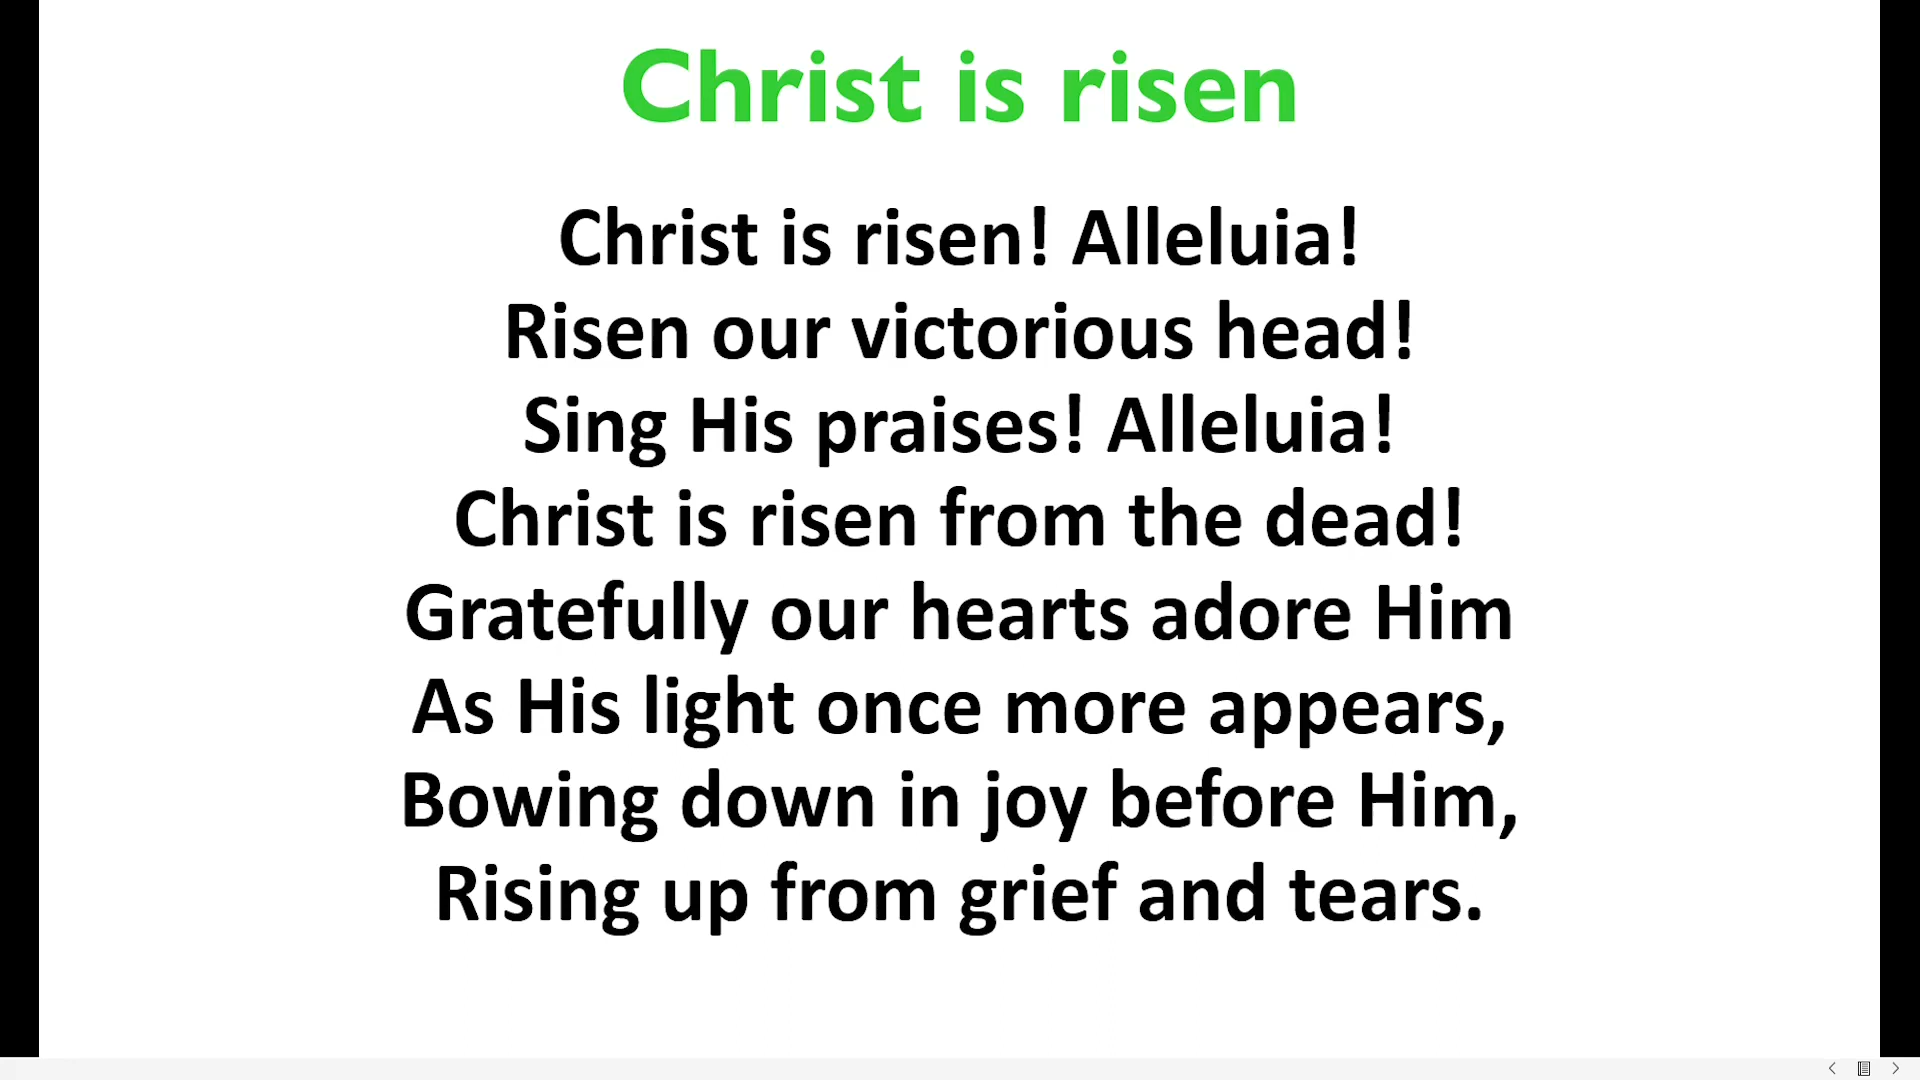 Christ is risen
Christ is risen! Alleluia!
Risen our victorious head!
Sing His praises! Alleluia!
Christ is risen from the dead!
Gratefully our hearts adore Him
As His light once more appears,
Bowing down in joy before Him,
Rising up from grief and tears.